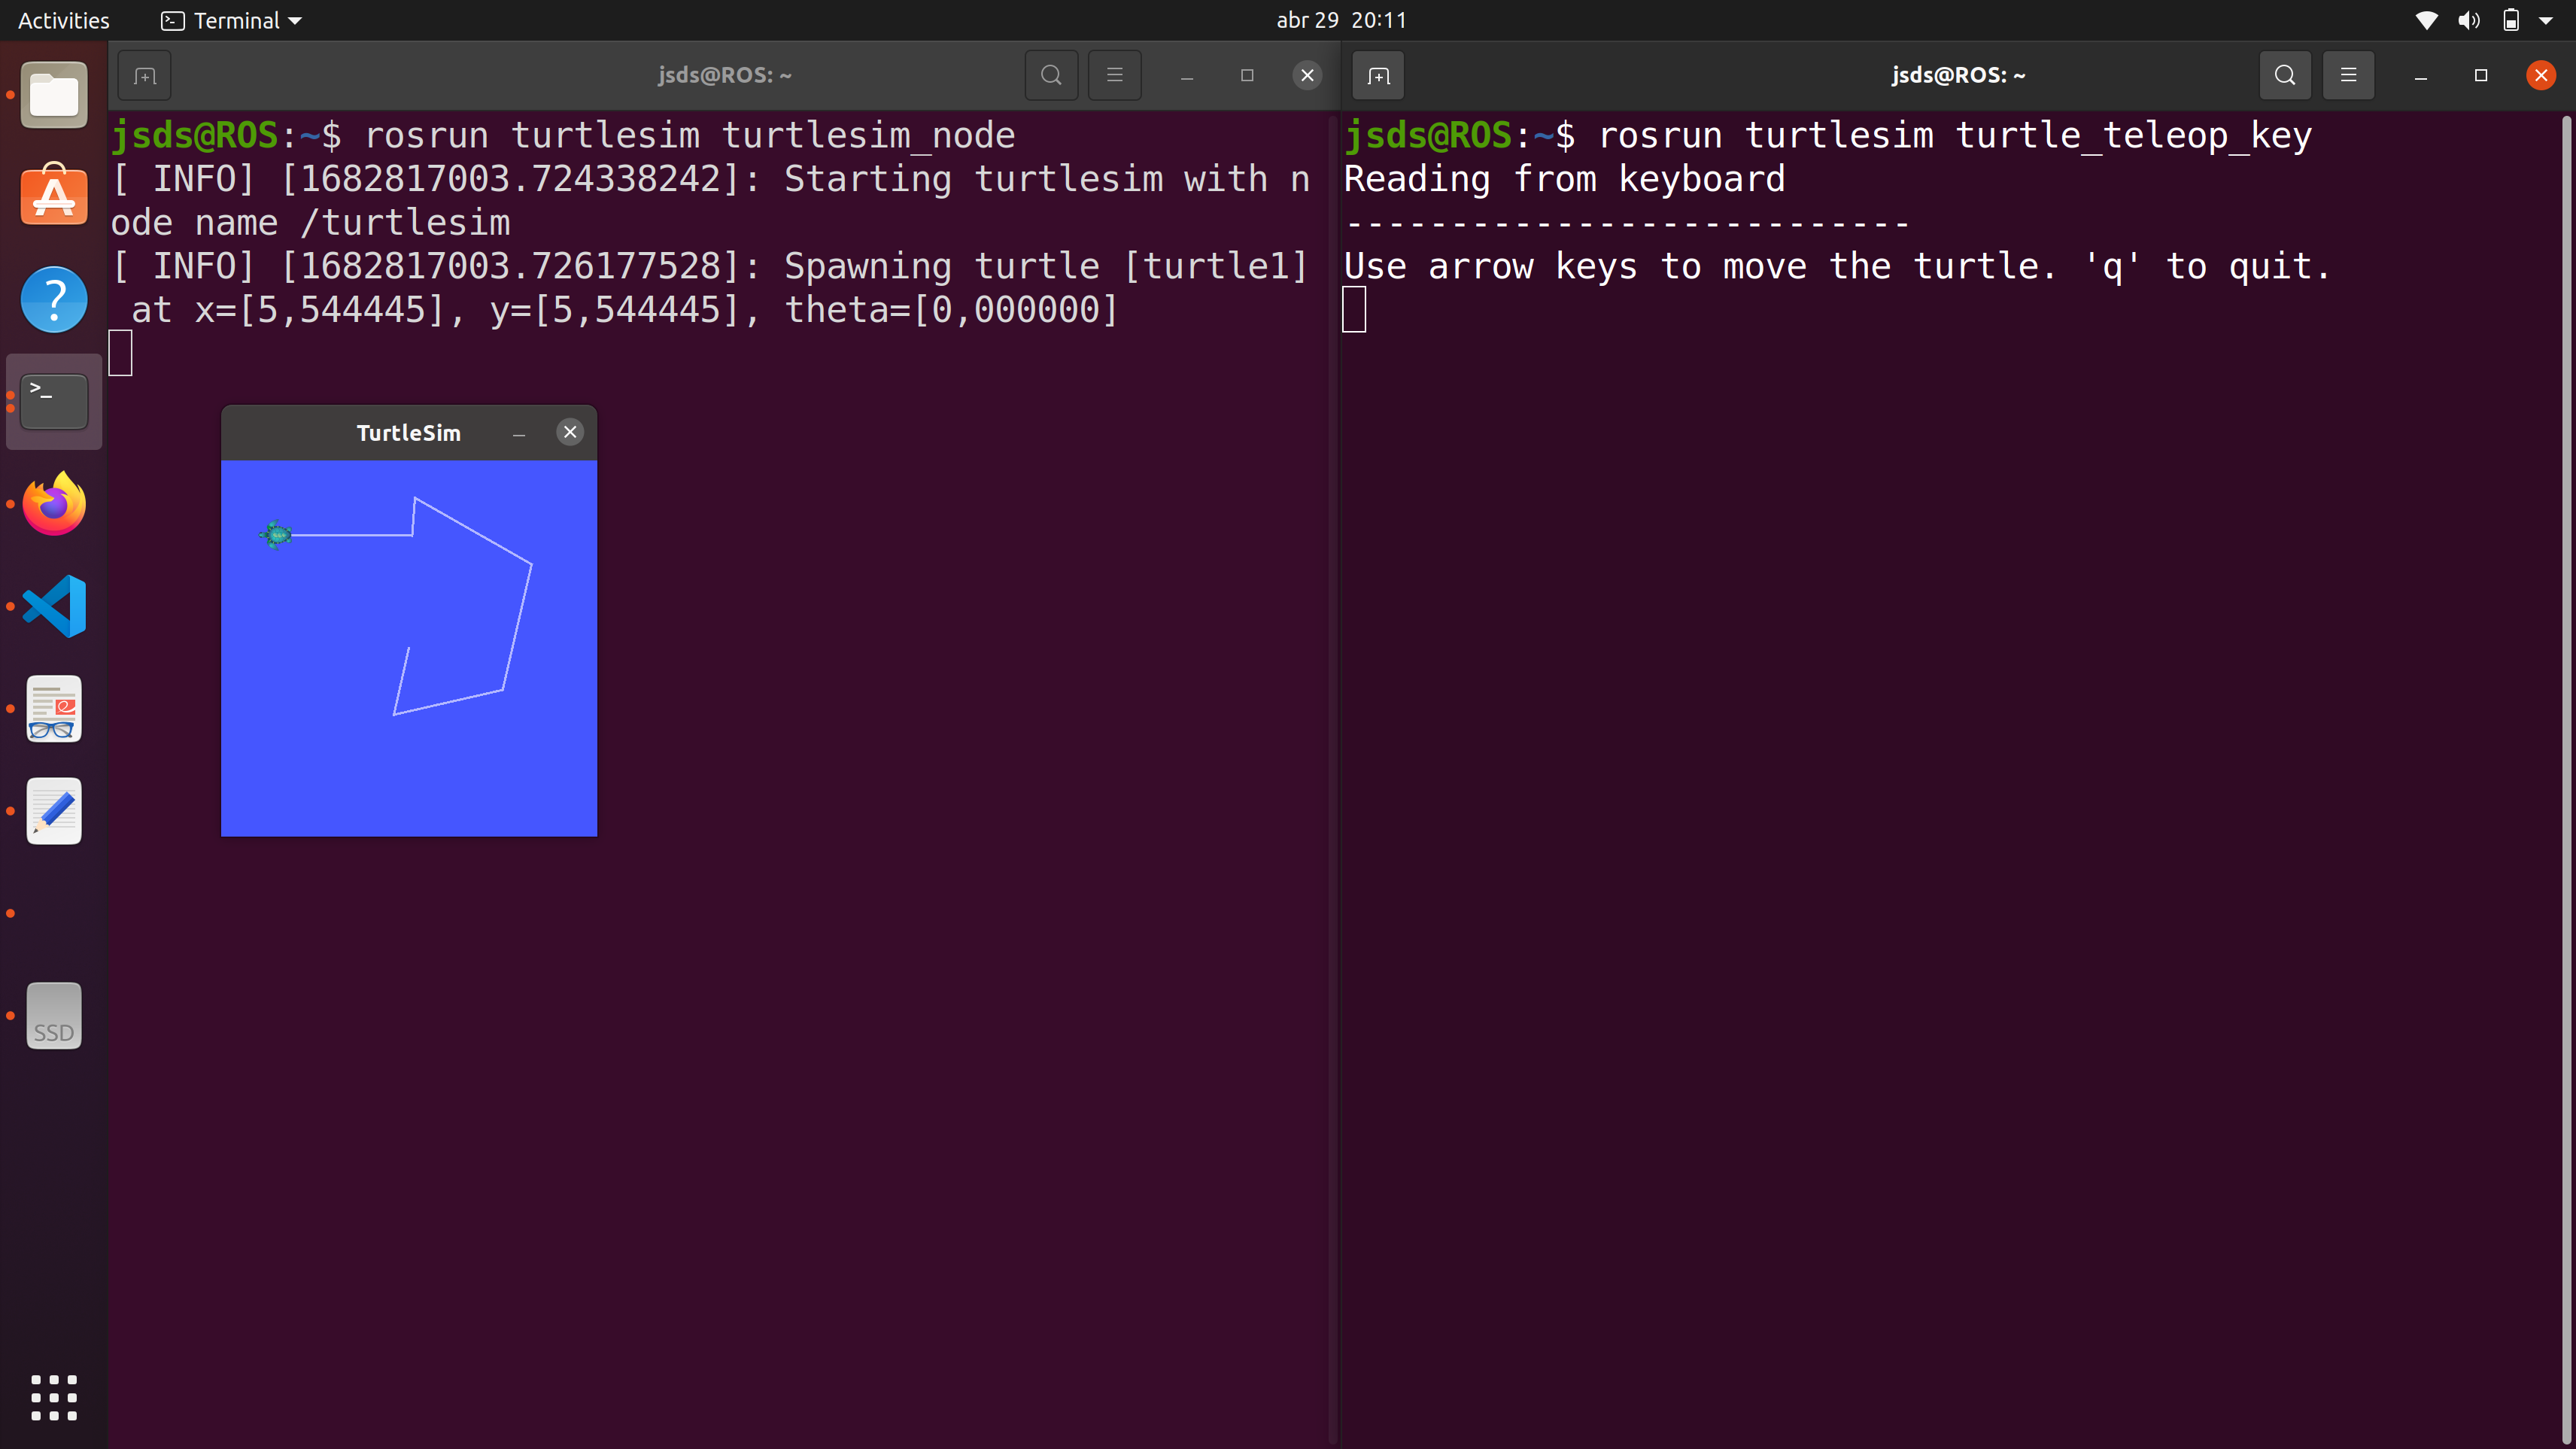 Activities Terminal abr 29 20:11
jsds@ROS: ~
jsds@ROS:~$ rosrun turtlesim turtlesim_node
[ INFO] [1682817003.724338242]: Starting turtlesim with n
ode name /turtlesim
[ INFO] [1682817003.726177528]: Spawning turtle [turtle1]
 at x=[5,544445], y=[5,544445], theta=[0,000000]
TurtleSim
jsds@ROS: ~
jsds@ROS:~$ rosrun turtlesim turtle_teleop_key
Reading from keyboard
---------------------------
Use arrow keys to move the turtle. 'q' to quit.
SSD